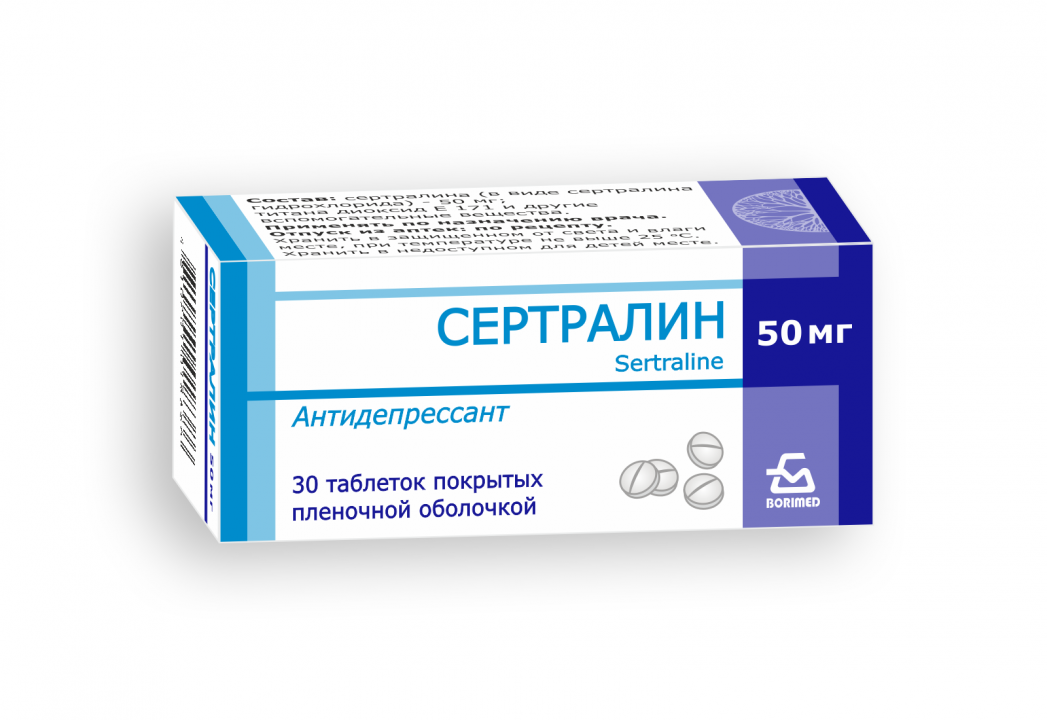 Состав: сертралина (в виде сертралина
гидрохлорида) - 50 мг;
титана диоксид Е 171 и другие
вспомогательные вещества.
Применять по назначению врача.
Отпуск из аптек: по рецепту.
Хранить в защищенном от света и влаги
месте, при температуре не выше 25 °С.
Хранить в недоступном для детей месте.
СЕРТРАЛИН
Sertraline
50 мг
Антидепрессант
30 таблеток покрытых
пленочной оболочкой
BORIMED
СЕРТРАЛИН 50 мг